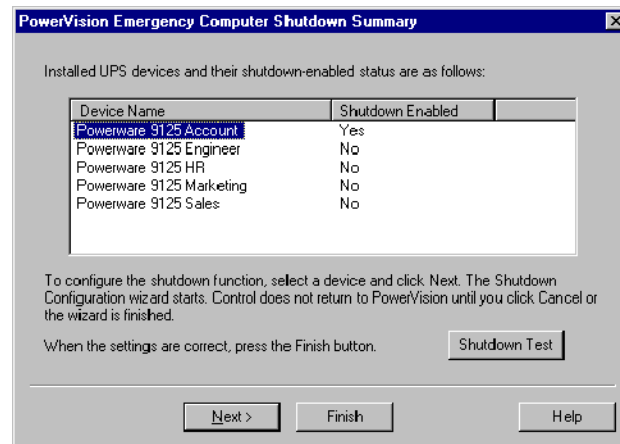 PowerVision Emergency Computer Shutdown Summary
Installed UPS devices and their shutdown-enabled status are as follows:
Device Name Shutdown Enabled
Powerware 9125 Account Yes
Powerware 9125 Engineer No
Powerware 9125 HR No
Powerware 9125 Marketing No
Powerware 9125 Sales No
To configure the shutdown function, select a device and click Next. The Shutdown
Configuration wizard starts. Control does not return to PowerVision until you click Cancel or
the wizard is finished.
When the settings are correct, press the Finish button. Shutdown Test
Next > Finish Help